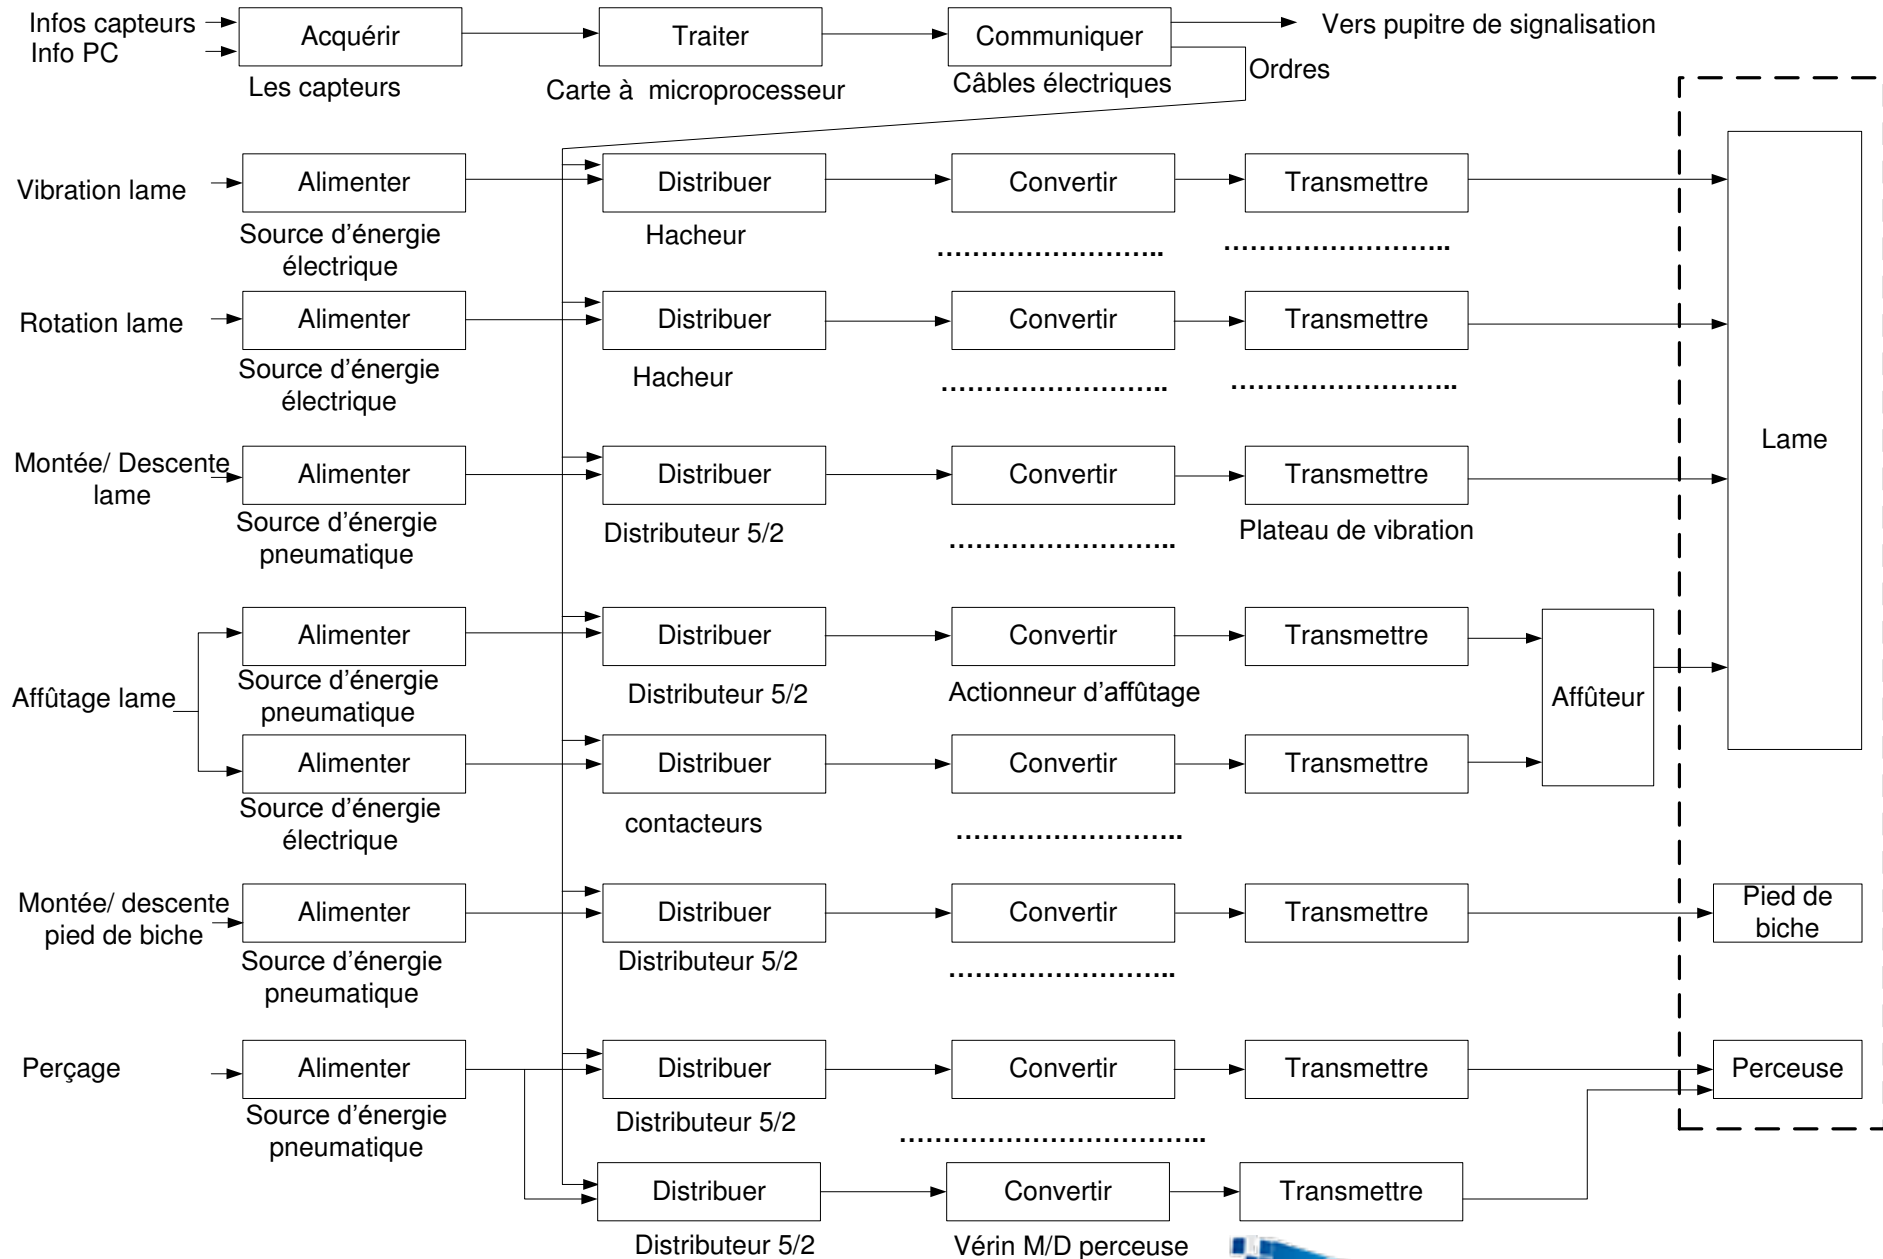 Infos capteurs
Info PC
Acquérir
Traiter
Communiquer
Vers pupitre de signalisation
Les capteurs
Carte à microprocesseur
Câbles électriques
Ordres
Vibration lame
Alimenter
Distribuer
Convertir
Transmettre
Source d'énergie
électrique
Hacheur
...........................
...........................
Rotation lame
Alimenter
Distribuer
Convertir
Transmettre
Source d'énergie
électrique
Hacheur
...........................
...........................
Montée/ Descente
lame
Alimenter
Distribuer
Convertir
Transmettre
Lame
Source d'énergie
pneumatique
Distributeur 5/2
...........................
Plateau de vibration
Affûtage lame
Alimenter
Distribuer
Convertir
Transmettre
Source d'énergie
pneumatique
Distributeur 5/2
Actionneur d'affûtage
Affûteur
Alimenter
Distribuer
Convertir
Transmettre
Source d'énergie
électrique
contacteurs
...........................
Montée/ descente
pied de biche
Alimenter
Distribuer
Convertir
Transmettre
Pied de
biche
Source d'énergie
pneumatique
Distributeur 5/2
...........................
Perçage
Alimenter
Distribuer
Convertir
Transmettre
Perceuse
Source d'énergie
pneumatique
Distributeur 5/2
...................................
Distribuer
Convertir
Transmettre
Distributeur 5/2
Vérin M/D perceuse